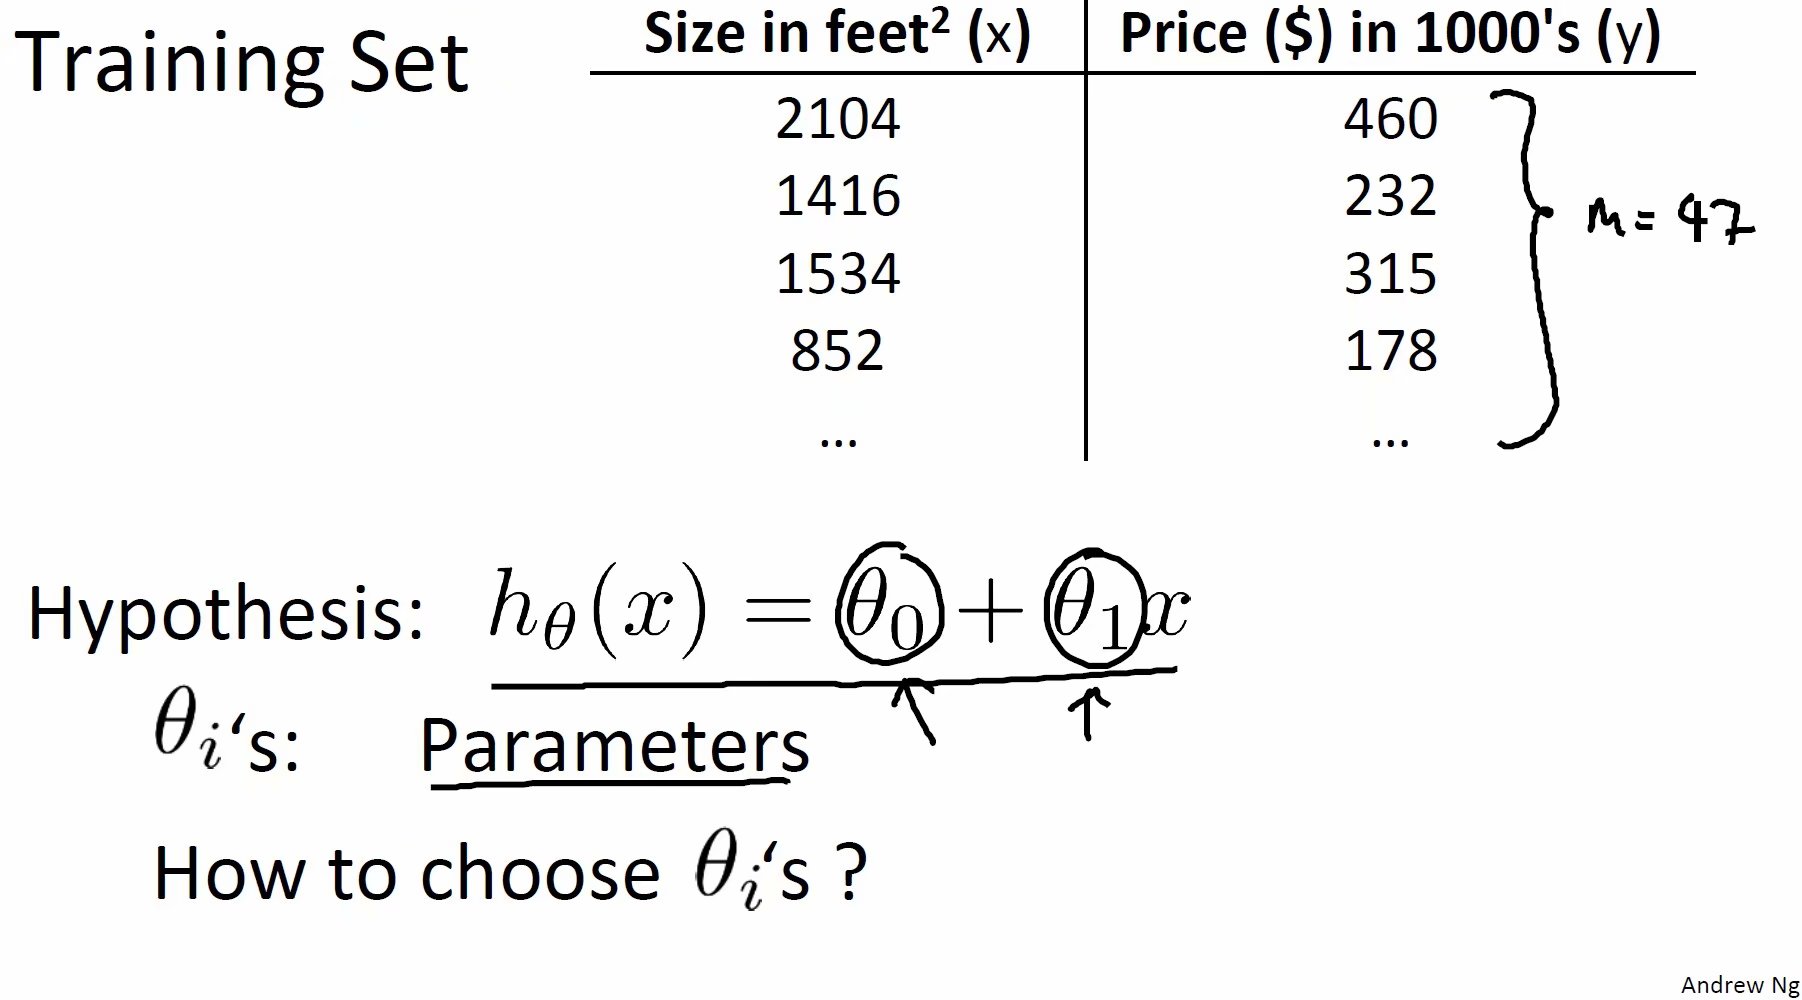 Training Set
Size in feet² (x) Price ($) in 1000's (y)
2104 460
1416 232
1534 315
852 178
... ...
m = 47
Hypothesis: hθ(x) = θ0 + θ1x
θi‘s: Parameters
How to choose θi‘s ?
Andrew Ng